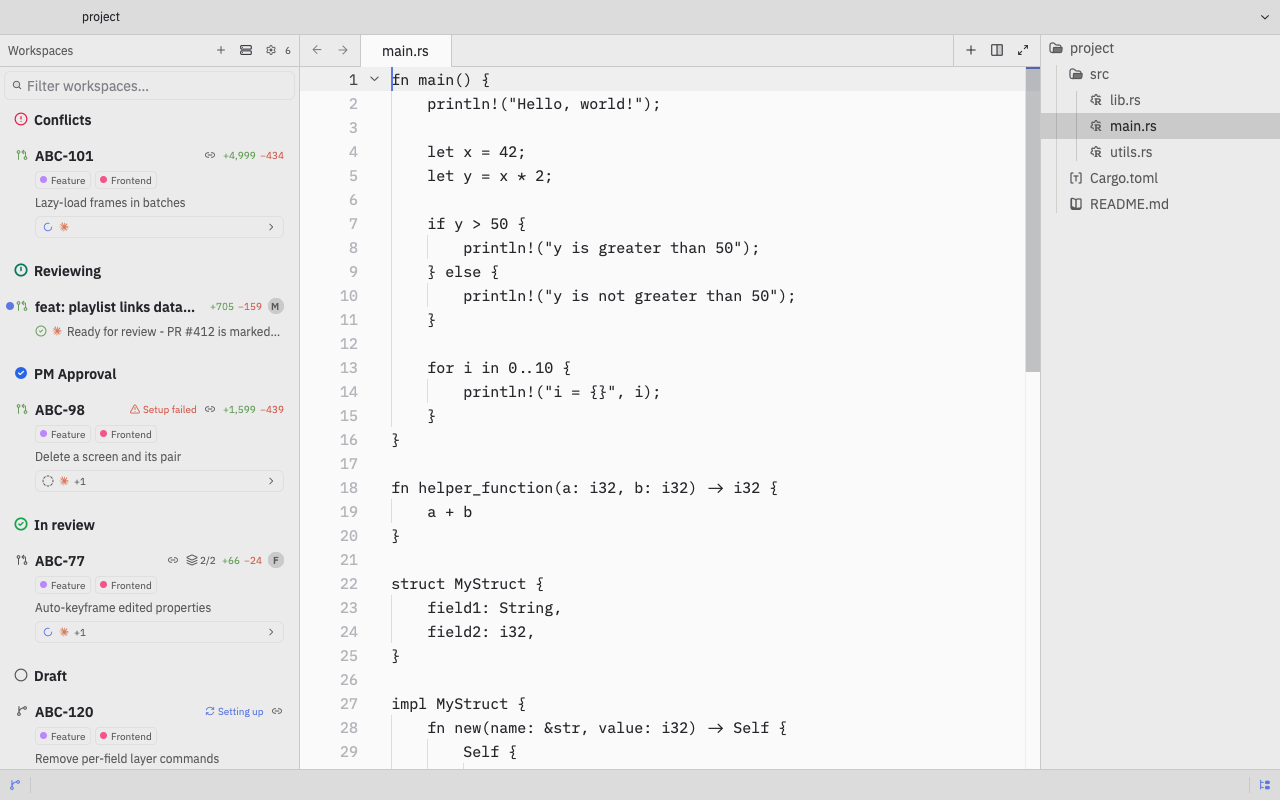 project
Workspaces
6
Filter workspaces...
Conflicts
ABC-101
+4,999 −434
Feature
Frontend
Lazy-load frames in batches
Reviewing
feat: playlist links data...
+705 −159
M
Ready for review - PR #412 is marked...
PM Approval
ABC-98
Setup failed
+1,599 −439
Feature
Frontend
Delete a screen and its pair
+1
In review
ABC-77
2/2
+66 −24
F
Feature
Frontend
Auto-keyframe edited properties
+1
Draft
ABC-120
Setting up
Feature
Frontend
Remove per-field layer commands
main.rs
1 fn main() {
2     println!("Hello, world!");
3
4     let x = 42;
5     let y = x * 2;
6
7     if y > 50 {
8         println!("y is greater than 50");
9     } else {
10         println!("y is not greater than 50");
11     }
12
13     for i in 0..10 {
14         println!("i = {}", i);
15     }
16 }
17
18 fn helper_function(a: i32, b: i32) -> i32 {
19     a + b
20 }
21
22 struct MyStruct {
23     field1: String,
24     field2: i32,
25 }
26
27 impl MyStruct {
28     fn new(name: &str, value: i32) -> Self {
29         Self {
project
src
lib.rs
main.rs
utils.rs
Cargo.toml
README.md